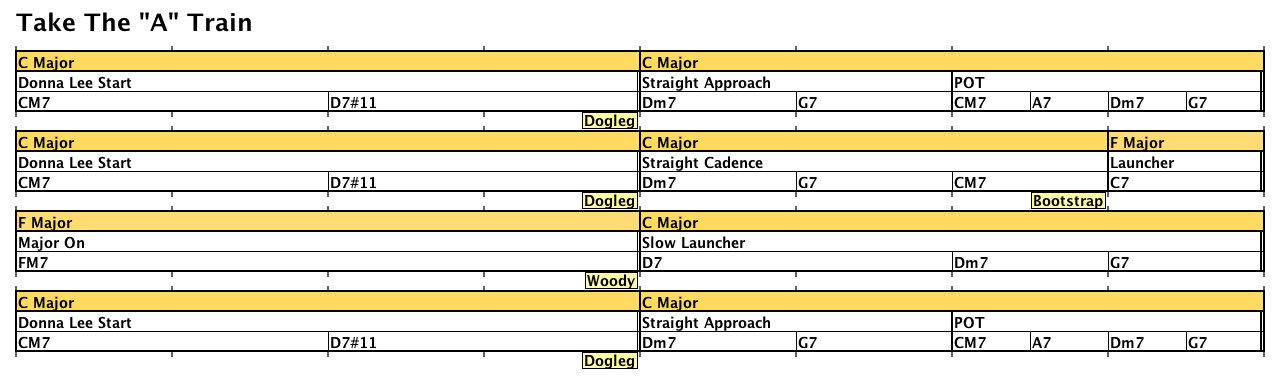 Take The "A" Train
C Major C Major
Donna Lee Start Straight Approach POT
CM7 D7#11 Dm7 G7 CM7 A7 Dm7 G7
Dogleg
C Major C Major F Major
Donna Lee Start Straight Cadence Launcher
CM7 D7#11 Dm7 G7 CM7 C7
Dogleg Bootstrap
F Major C Major
Major On Slow Launcher
FM7 D7 Dm7 G7
Woody
C Major C Major
Donna Lee Start Straight Approach POT
CM7 D7#11 Dm7 G7 CM7 A7 Dm7 G7
Dogleg